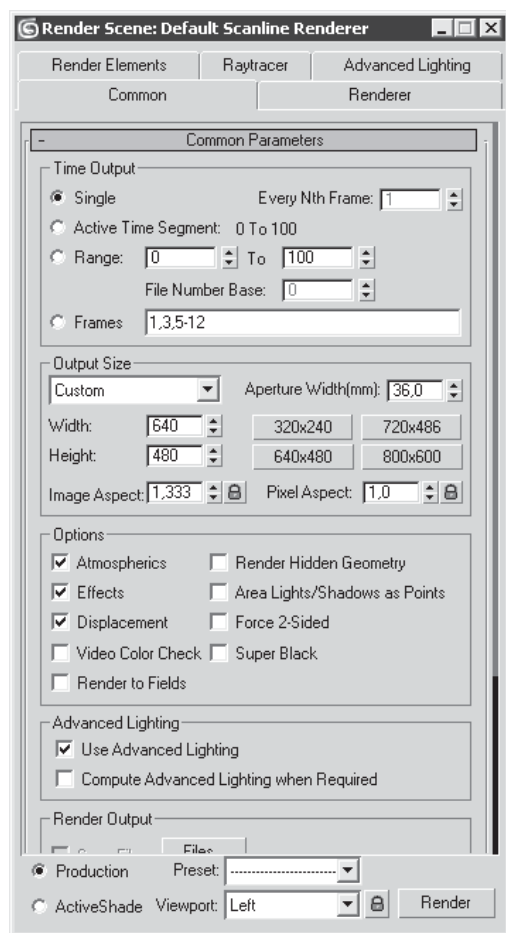 Render Scene: Default Scanline Renderer
Render Elements Raytracer Advanced Lighting
Common Renderer
- Common Parameters
Time Output
Single Every Nth Frame: 1
Active Time Segment: 0 To 100
Range: 0 To 100
File Number Base: 0
Frames 1,3,5-12
Output Size
Custom Aperture Width(mm): 36,0
Width: 640 320x240 720x486
Height: 480 640x480 800x600
Image Aspect: 1,333 Pixel Aspect: 1,0
Options
Atmospherics Render Hidden Geometry
Effects Area Lights/Shadows as Points
Displacement Force 2-Sided
Video Color Check Super Black
Render to Fields
Advanced Lighting
Use Advanced Lighting
Compute Advanced Lighting when Required
Render Output
Files...
Production Preset: -----------------------
ActiveShade Viewport: Left Render